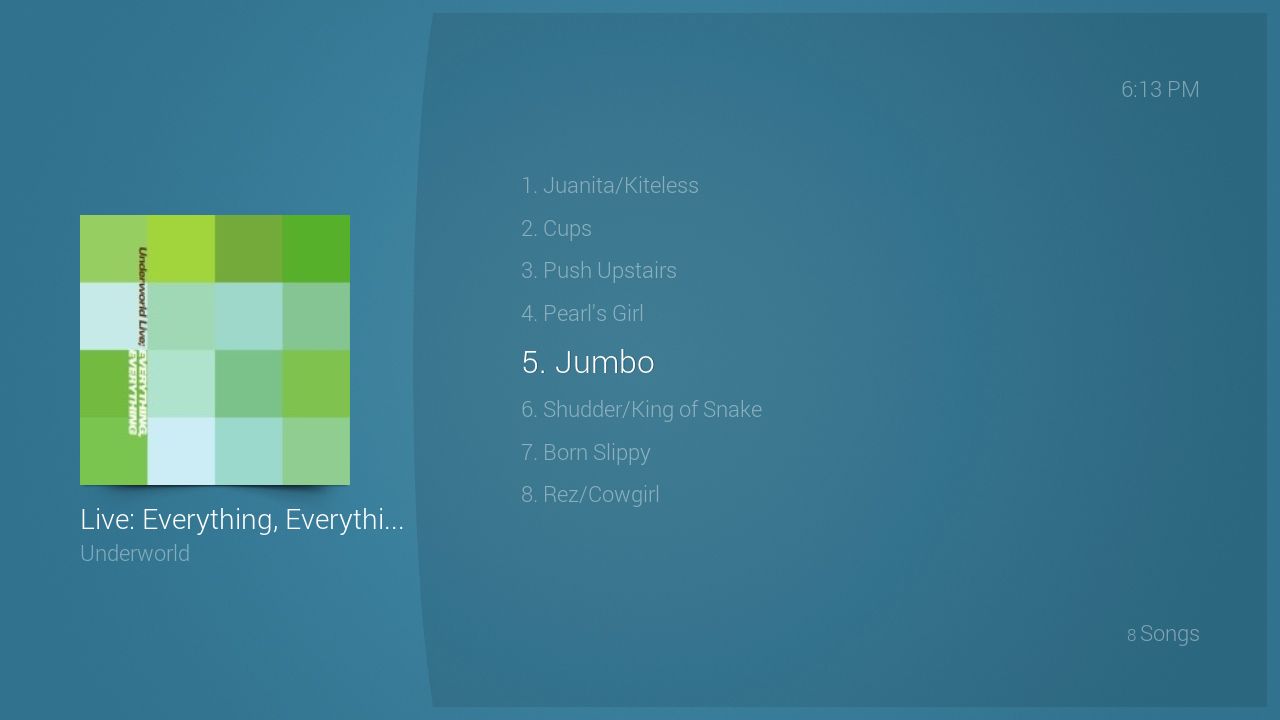 6:13 PM
1. Juanita/Kiteless
2. Cups
3. Push Upstairs
4. Pearl's Girl
5. Jumbo
6. Shudder/King of Snake
7. Born Slippy
8. Rez/Cowgirl
Underworld Live; EVERYTHING,
EVERYTHING
Live: Everything, Everythi...
Underworld
8 Songs